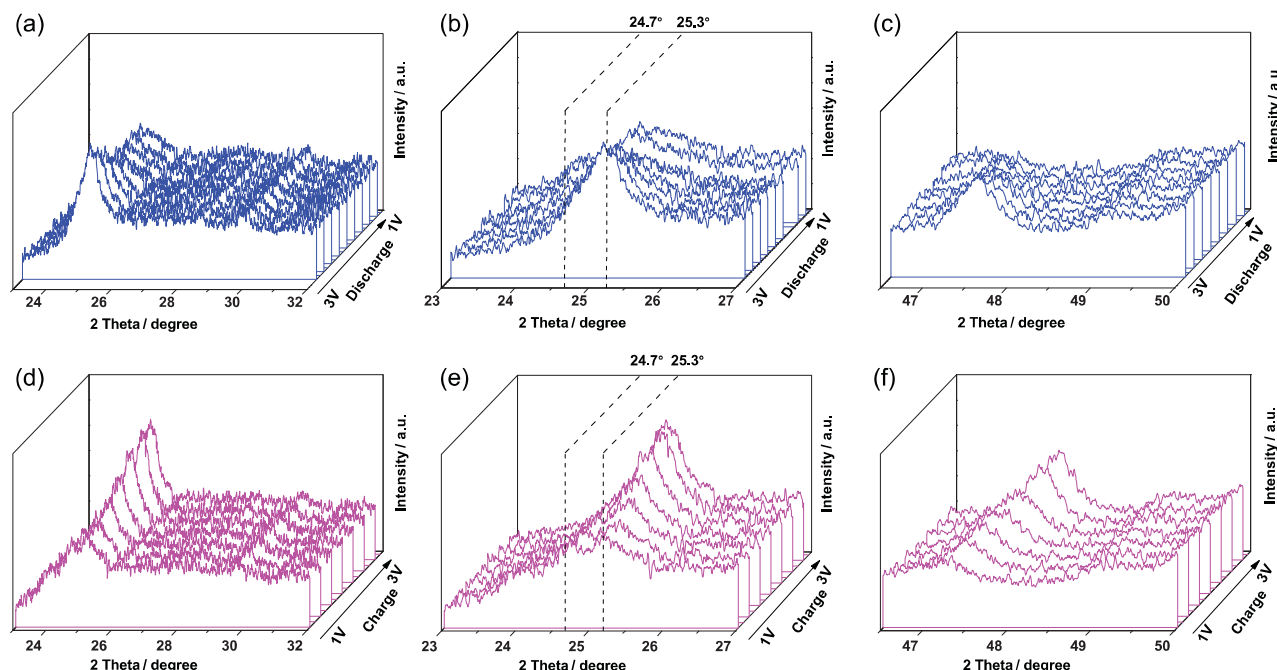 (a)
Intensity / a.u.
24 26 28 30 32
2 Theta / degree
3V Discharge 1V
(b)
24.7° 25.3°
Intensity / a.u.
23 24 25 26 27
2 Theta / degree
3V Discharge 1V
(c)
Intensity / a.u.
47 48 49 50
2 Theta / degree
3V Discharge 1V
(d)
Intensity / a.u.
24 26 28 30 32
2 Theta / degree
1V Charge 3V
(e)
24.7° 25.3°
Intensity / a.u.
23 24 25 26 27
2 Theta / degree
1V Charge 3V
(f)
Intensity / a.u.
47 48 49 50
2 Theta / degree
1V Charge 3V